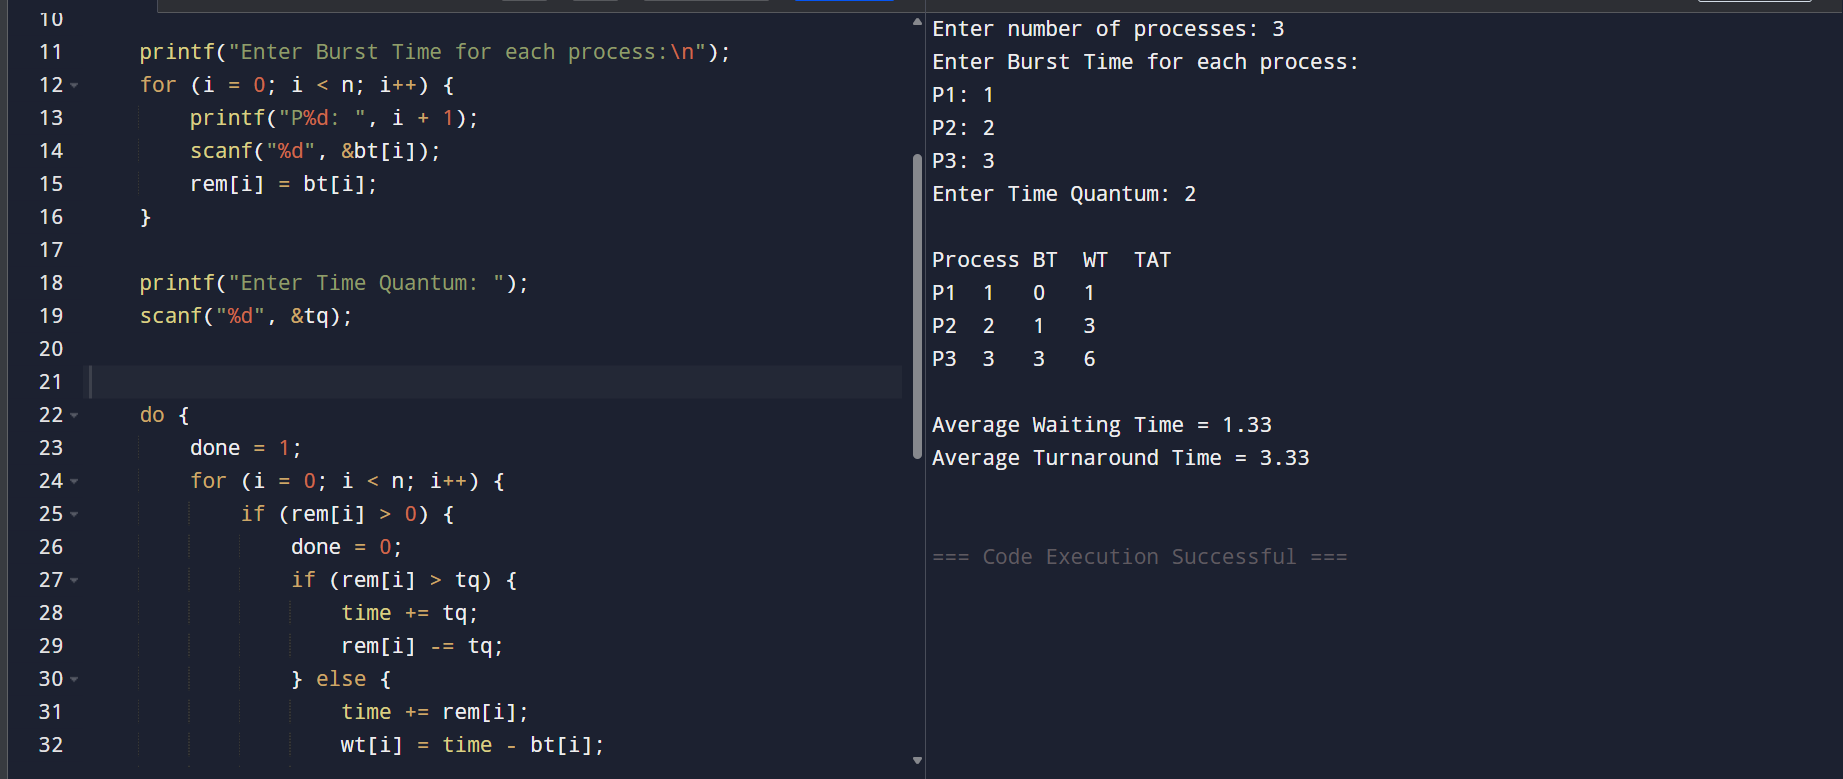 10
11 printf("Enter Burst Time for each process:\n");
12 for (i = 0; i < n; i++) {
13 printf("P%d: ", i + 1);
14 scanf("%d", &bt[i]);
15 rem[i] = bt[i];
16 }
17
18 printf("Enter Time Quantum: ");
19 scanf("%d", &tq);
20
21
22 do {
23 done = 1;
24 for (i = 0; i < n; i++) {
25 if (rem[i] > 0) {
26 done = 0;
27 if (rem[i] > tq) {
28 time += tq;
29 rem[i] -= tq;
30 } else {
31 time += rem[i];
32 wt[i] = time - bt[i];
Enter number of processes: 3
Enter Burst Time for each process:
P1: 1
P2: 2
P3: 3
Enter Time Quantum: 2
Process BT WT TAT
P1 1 0 1
P2 2 1 3
P3 3 3 6
Average Waiting Time = 1.33
Average Turnaround Time = 3.33
=== Code Execution Successful ===